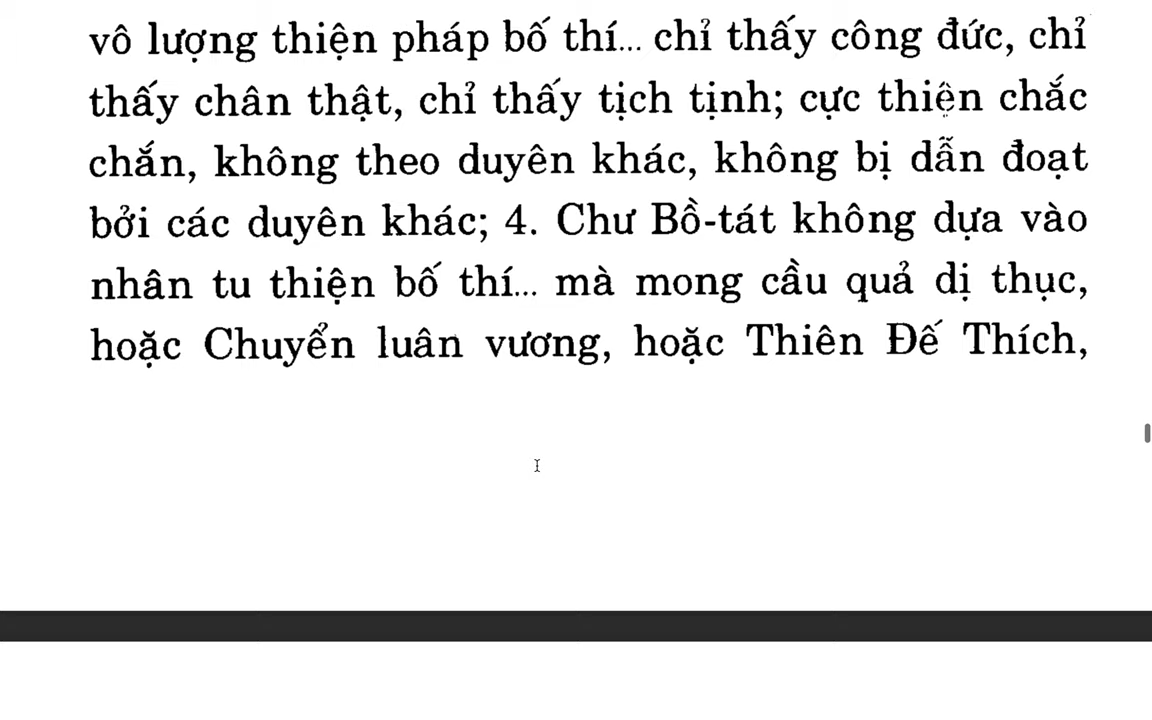 vô lượng thiện pháp bố thí... chỉ thấy công đức, chỉ
thấy chân thật, chỉ thấy tịch tịnh; cực thiện chắc
chắn, không theo duyên khác, không bị dẫn đoạt
bởi các duyên khác; 4. Chư Bồ-tát không dựa vào
nhân tu thiện bố thí... mà mong cầu quả dị thục,
hoặc Chuyển luân vương, hoặc Thiên Đế Thích,